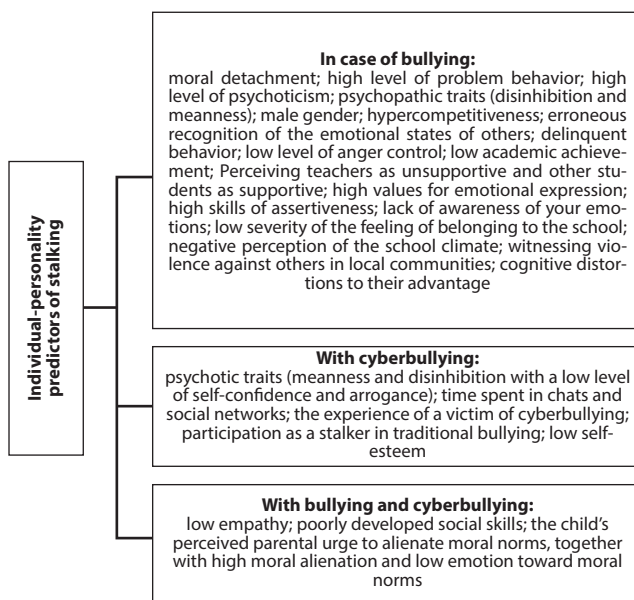 Individual-personality
predictors of stalking
In case of bullying:
moral detachment; high level of problem behavior; high
level of psychoticism; psychopathic traits (disinhibition and
meanness); male gender; hypercompetitiveness; erroneous
recognition of the emotional states of others; delinquent
behavior; low level of anger control; low academic achieve-
ment; Perceiving teachers as unsupportive and other stu-
dents as supportive; high values for emotional expression;
high skills of assertiveness; lack of awareness of your emo-
tions; low severity of the feeling of belonging to the school;
negative perception of the school climate; witnessing vio-
lence against others in local communities; cognitive distor-
tions to their advantage
With cyberbullying:
psychotic traits (meanness and disinhibition with a low level
of self-confidence and arrogance); time spent in chats and
social networks; the experience of a victim of cyberbullying;
participation as a stalker in traditional bullying; low self-
esteem
With bullying and cyberbullying:
low empathy; poorly developed social skills; the child's
perceived parental urge to alienate moral norms, together
with high moral alienation and low emotion toward moral
norms